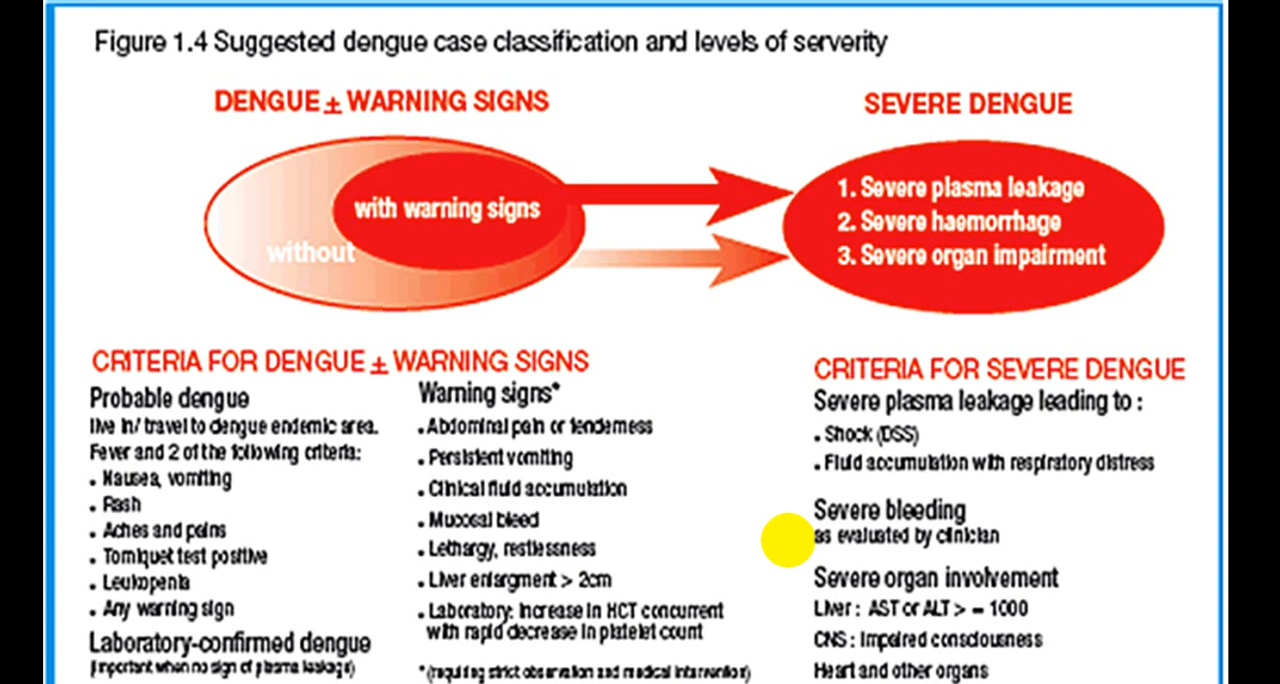 Figure 1.4 Suggested dengue case classification and levels of serverity
DENGUE ± WARNING SIGNS
SEVERE DENGUE
with warning signs
without
1. Severe plasma leakage
2. Severe haemorrhage
3. Severe organ impairment
CRITERIA FOR DENGUE ± WARNING SIGNS
Probable dengue
live in/ travel to dengue endemic area.
Fever and 2 of the following criteria:
• Nausea, vomiting
• Rash
• Aches and pains
• Torniquet test positive
• Leukopenia
• Any warning sign
Laboratory-confirmed dengue
(important when no sign of plasma leakage)
Warning signs*
• Abdominal pain or tenderness
• Persistent vomiting
• Clinical fluid accumulation
• Mucosal bleed
• Lethargy, restlessness
• Liver enlargment > 2cm
• Laboratory: increase in HCT concurrent
with rapid decrease in platelet count
*(requiring strict observation and medical intervention)
CRITERIA FOR SEVERE DENGUE
Severe plasma leakage leading to :
• Shock (DSS)
• Fluid accumulation with respiratory distress
Severe bleeding
as evaluated by clinician
Severe organ involvement
Liver : AST or ALT > = 1000
CNS : Impaired consciousness
Heart and other organs